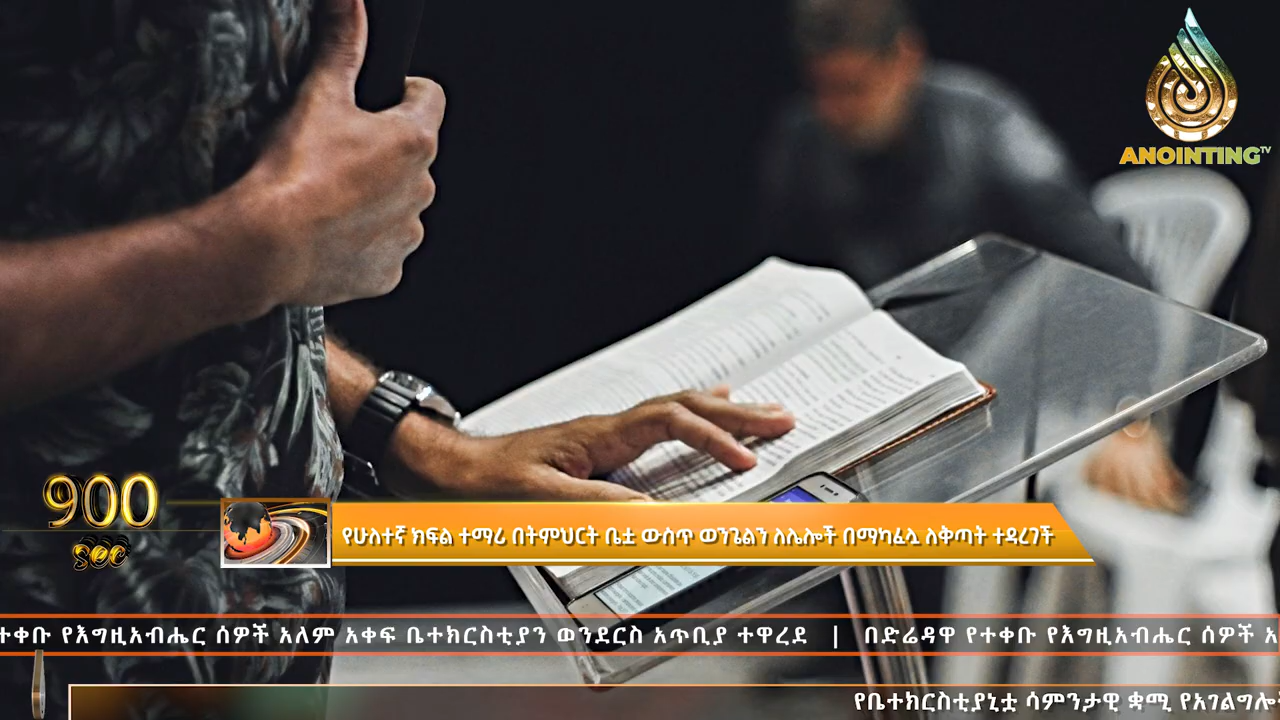 ANOINTING TV
900
sec
የሁለተኛ ክፍል ተማሪ በትምህርት ቤቷ ውስጥ ወንጌልን ለሌሎች በማካፈሏ ለቅጣት ተዳረገች
ተቀቡ የእግዚአብሔር ሰዎች አለም አቀፍ ቤተክርስቲያን ወንደርስ አጥቢያ ተዋረደ | በድሬዳዋ የተቀቡ የእግዚአብሔር ሰዎች አ
የቤተክርስቲያኒቷ ሳምንታዊ ቋሚ የአገልግሎ